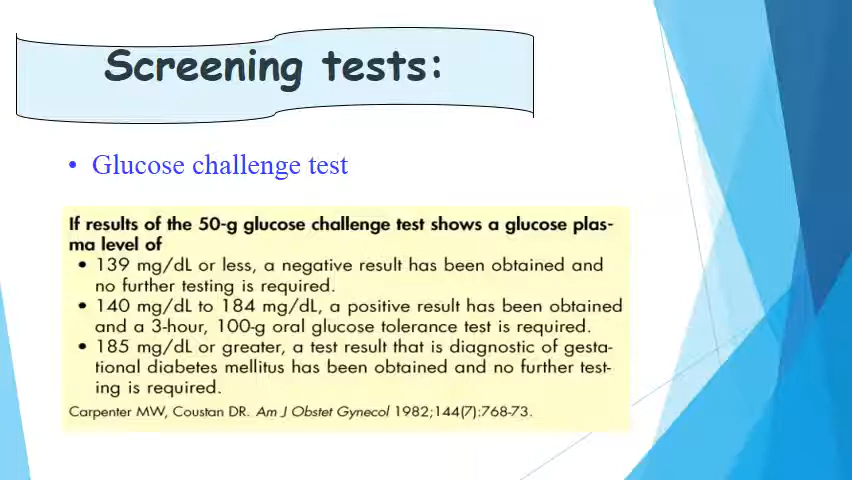 Screening tests:
• Glucose challenge test
If results of the 50-g glucose challenge test shows a glucose plas-
ma level of
• 139 mg/dL or less, a negative result has been obtained and
no further testing is required.
• 140 mg/dL to 184 mg/dL, a positive result has been obtained
and a 3-hour, 100-g oral glucose tolerance test is required.
• 185 mg/dL or greater, a test result that is diagnostic of gesta-
tional diabetes mellitus has been obtained and no further test-
ing is required.
Carpenter MW, Coustan DR. Am J Obstet Gynecol 1982;144(7):768-73.